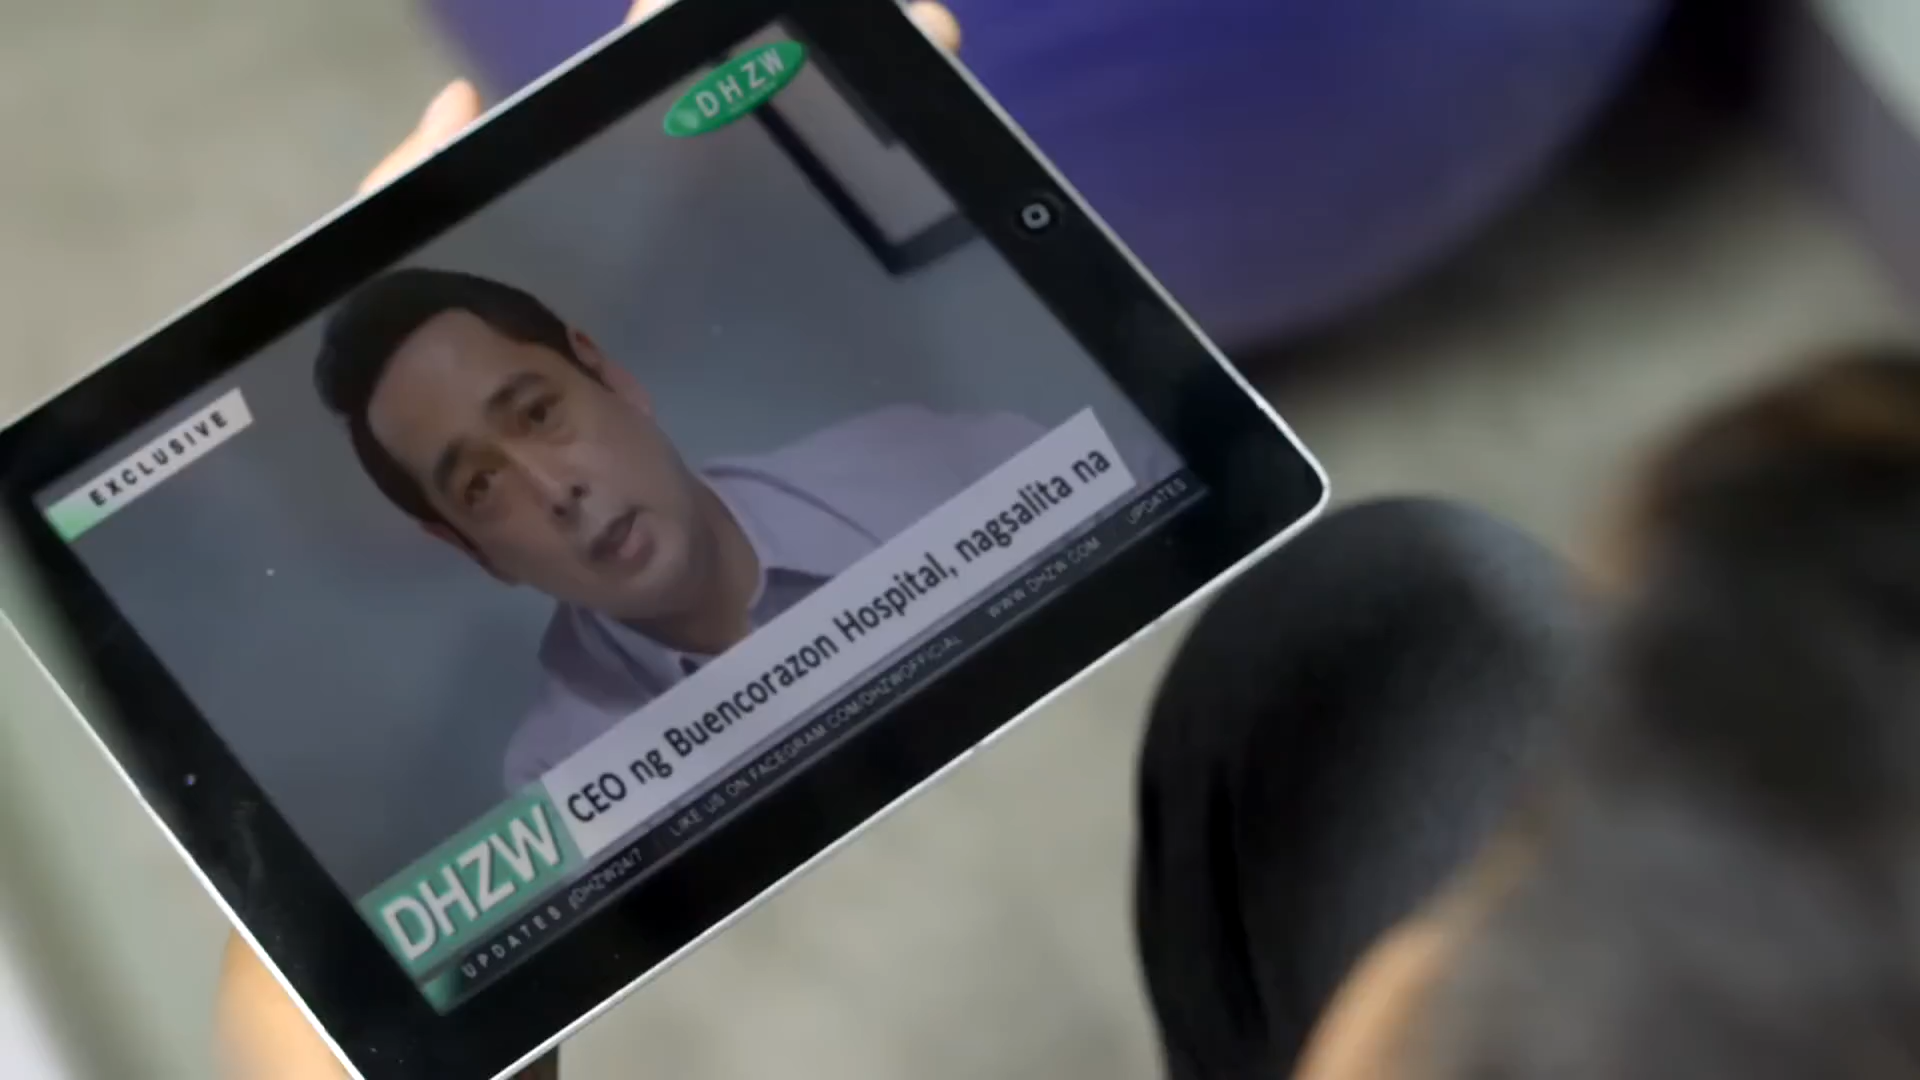 DHZW
EXCLUSIVE
CEO ng Buencorazon Hospital, nagsalita na
DHZW
UPDATES
LIKE US ON FACEGRAM.COM/DHZWOFFICIAL
WWW.DHZW.COM
UPDATES